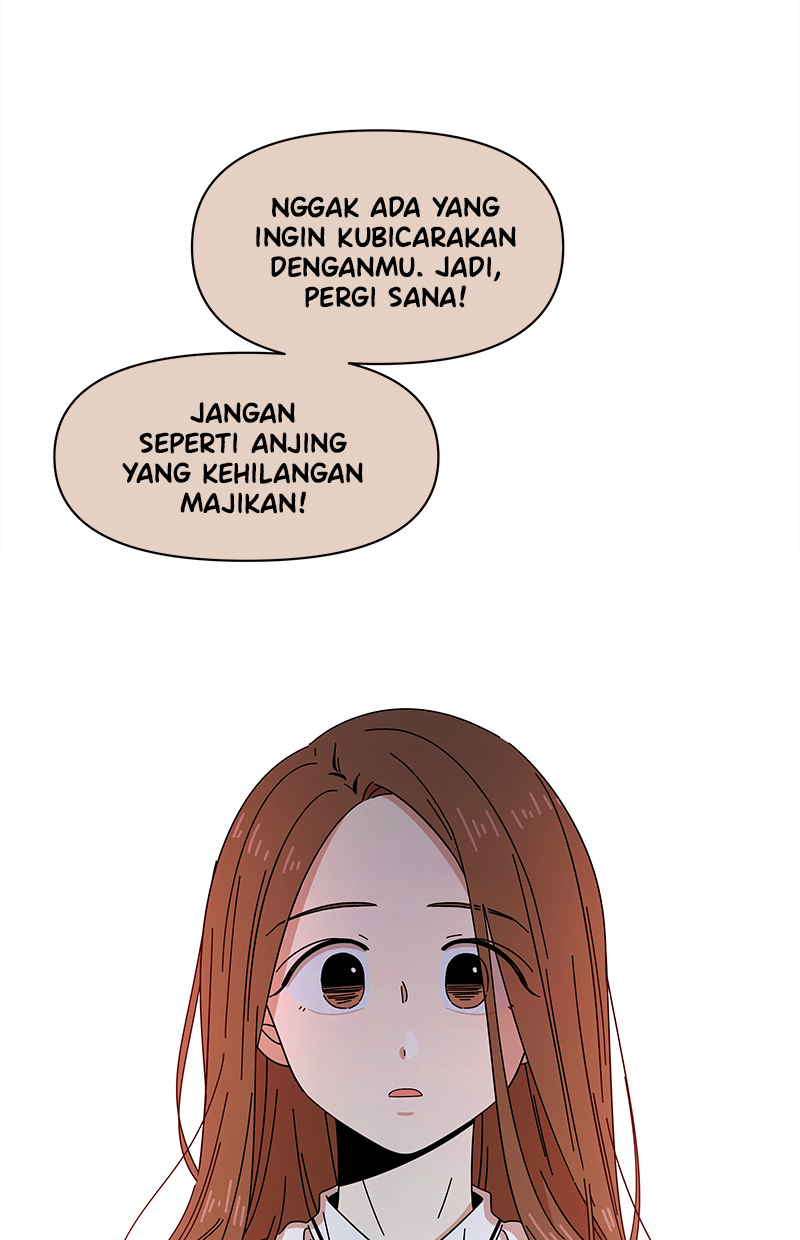 NGGAK ADA YANG
INGIN KUBICARAKAN
DENGANMU. JADI,
PERGI SANA!
JANGAN
SEPERTI ANJING
YANG KEHILANGAN
MAJIKAN!